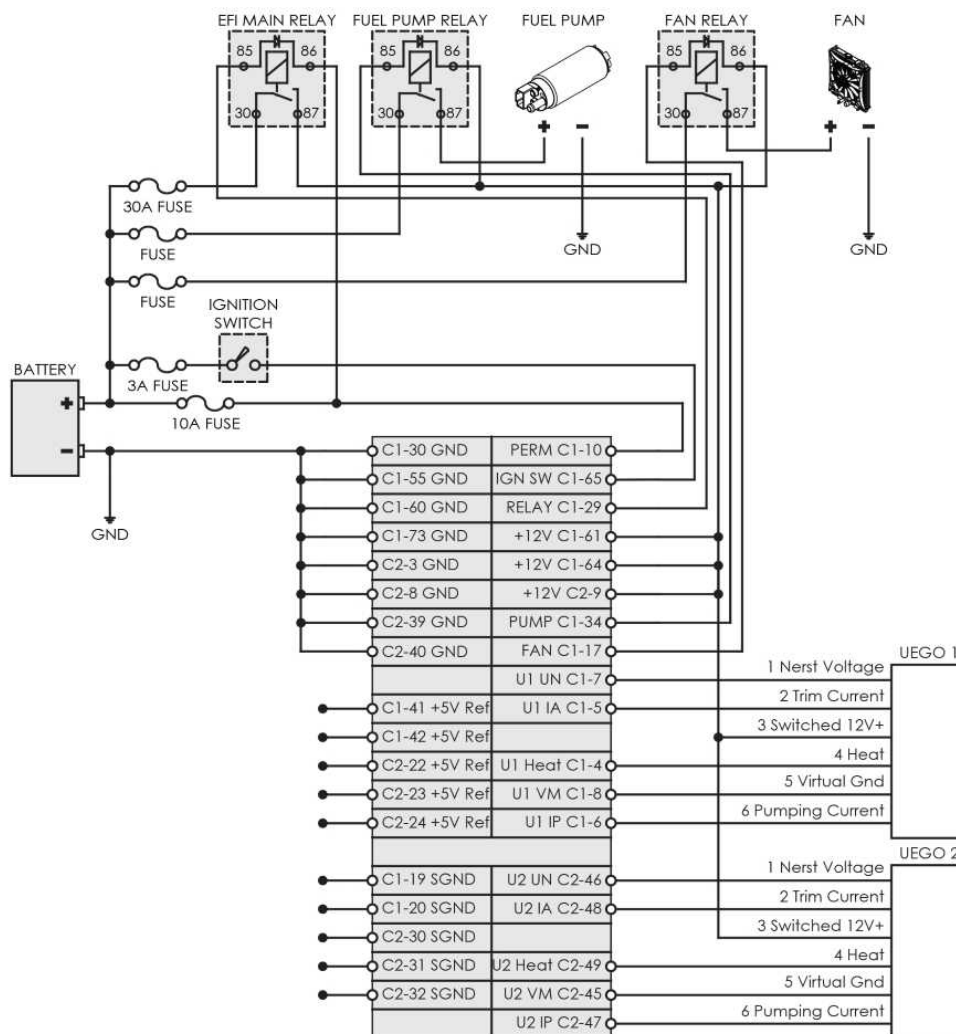 EFI MAIN RELAY
FUEL PUMP RELAY
FUEL PUMP
FAN RELAY
FAN
85 86
30 87
85 86
30 87
+ -
85 86
30 87
+ -
30A FUSE
GND
GND
FUSE
FUSE
IGNITION
SWITCH
3A FUSE
BATTERY
+
-
10A FUSE
GND
C1-30 GND
PERM C1-10
C1-55 GND
IGN SW C1-65
C1-60 GND
RELAY C1-29
C1-73 GND
+12V C1-61
C2-3 GND
+12V C1-64
C2-8 GND
+12V C2-9
C2-39 GND
PUMP C1-34
C2-40 GND
FAN C1-17
U1 UN C1-7
C1-41 +5V Ref
U1 IA C1-5
C1-42 +5V Ref
C2-22 +5V Ref
U1 Heat C1-4
C2-23 +5V Ref
U1 VM C1-8
C2-24 +5V Ref
U1 IP C1-6
C1-19 SGND
U2 UN C2-46
C1-20 SGND
U2 IA C2-48
C2-30 SGND
C2-31 SGND
U2 Heat C2-49
C2-32 SGND
U2 VM C2-45
U2 IP C2-47
UEGO 1
1 Nerst Voltage
2 Trim Current
3 Switched 12V+
4 Heat
5 Virtual Gnd
6 Pumping Current
UEGO 2
1 Nerst Voltage
2 Trim Current
3 Switched 12V+
4 Heat
5 Virtual Gnd
6 Pumping Current